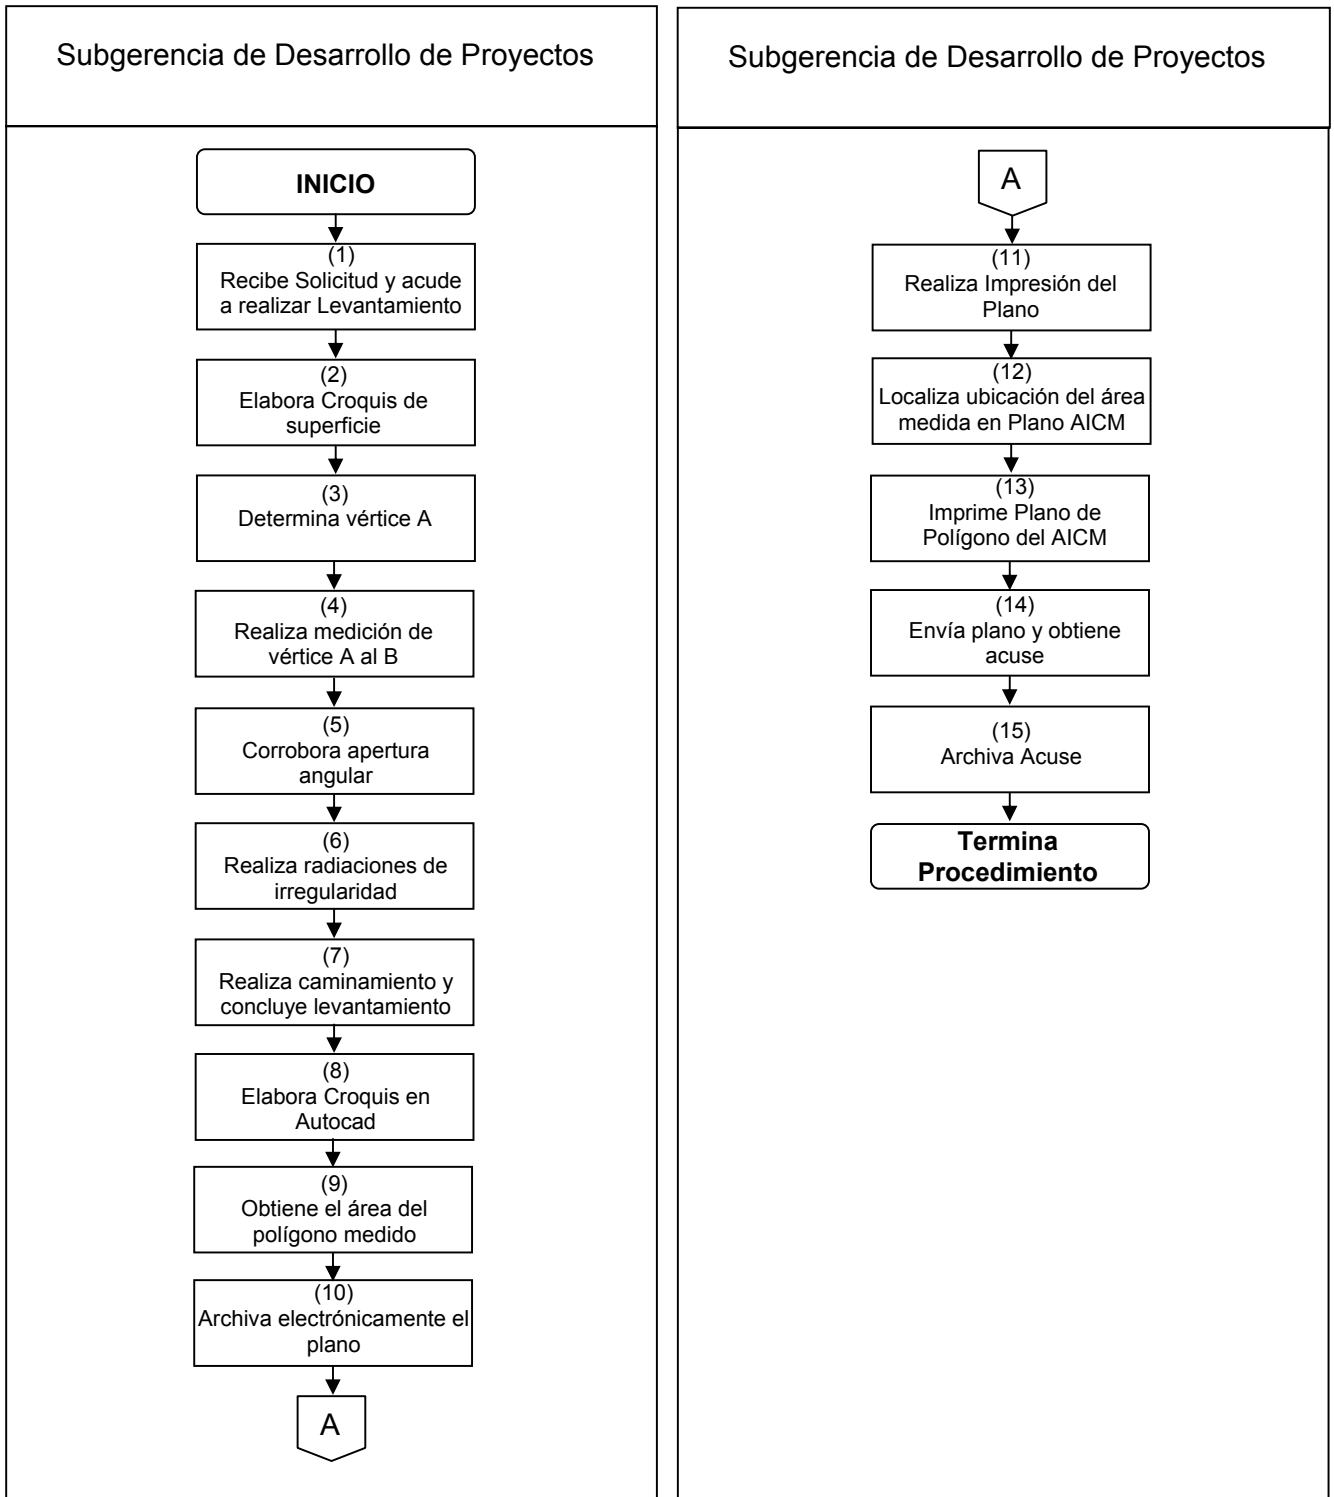 Subgerencia de Desarrollo de Proyectos
INICIO
(1)
Recibe Solicitud y acude
a realizar Levantamiento
(2)
Elabora Croquis de
superficie
(3)
Determina vértice A
(4)
Realiza medición de
vértice A al B
(5)
Corrobora apertura
angular
(6)
Realiza radiaciones de
irregularidad
(7)
Realiza caminamiento y
concluye levantamiento
(8)
Elabora Croquis en
Autocad
(9)
Obtiene el área del
polígono medido
(10)
Archiva electrónicamente el
plano
A
Subgerencia de Desarrollo de Proyectos
A
(11)
Realiza Impresión del
Plano
(12)
Localiza ubicación del área
medida en Plano AICM
(13)
Imprime Plano de
Polígono del AICM
(14)
Envía plano y obtiene
acuse
(15)
Archiva Acuse
Termina
Procedimiento